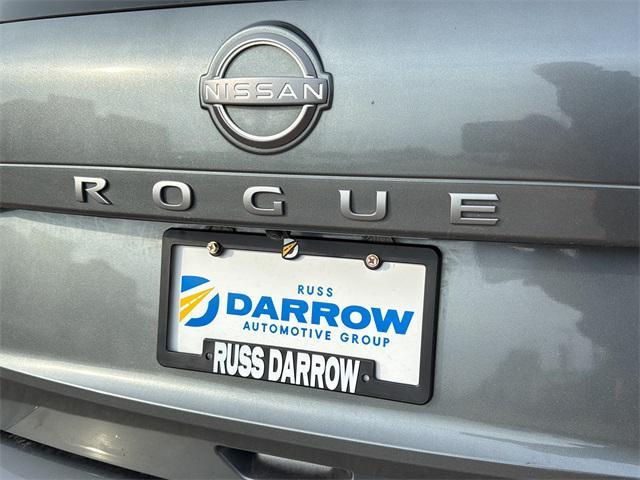 NISSAN
ROGUE
RUSS
DARROW
AUTOMOTIVE GROUP
RUSS DARROW